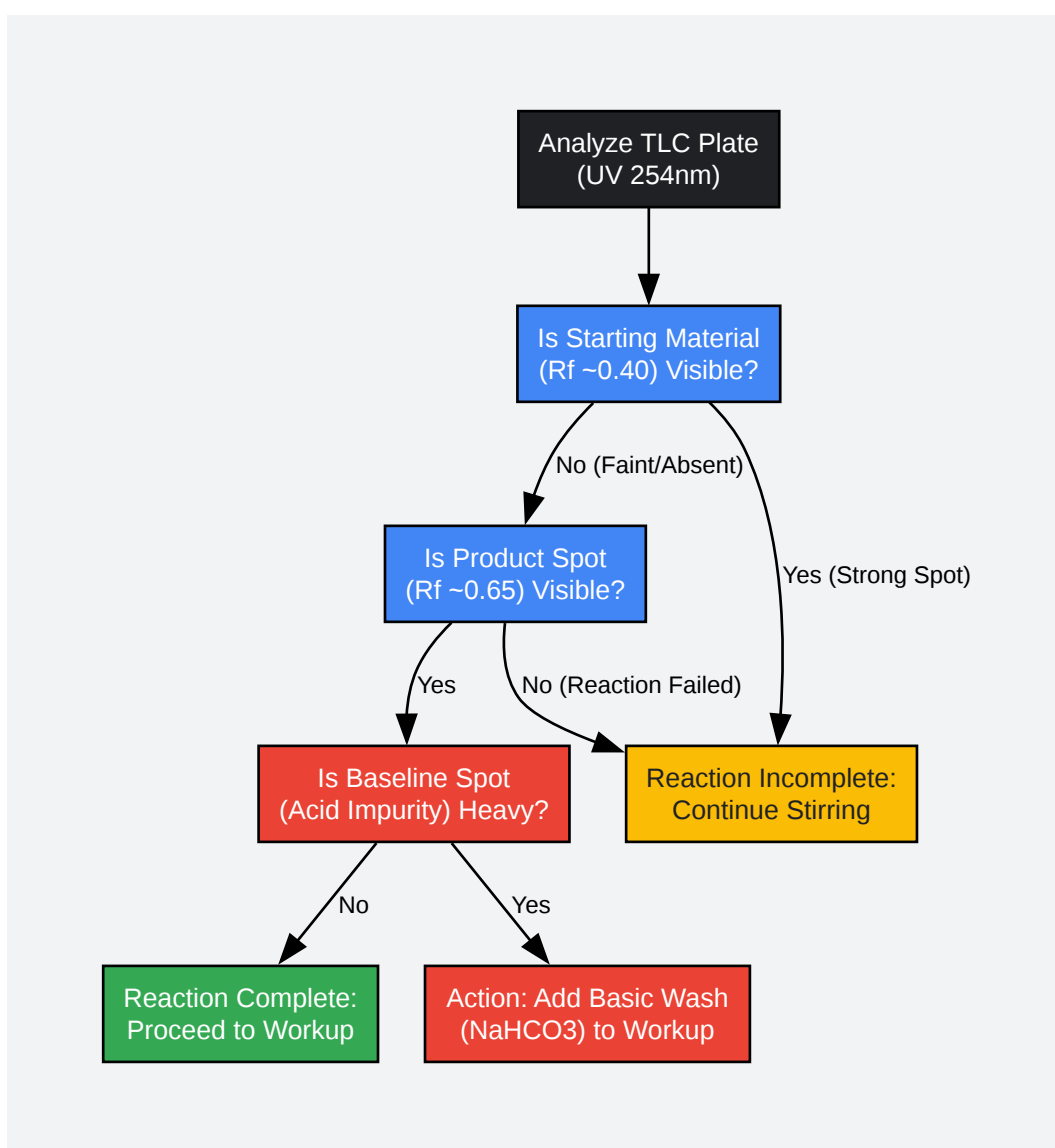 Analyze TLC Plate
(UV 254nm)
Is Starting Material
(Rf ~0.40) Visible?
No (Faint/Absent)
Is Product Spot
(Rf ~0.65) Visible?
Yes (Strong Spot)
Yes
No (Reaction Failed)
Is Baseline Spot
(Acid Impurity) Heavy?
Reaction Incomplete:
Continue Stirring
No
Yes
Reaction Complete:
Proceed to Workup
Action: Add Basic Wash
(NaHCO3) to Workup